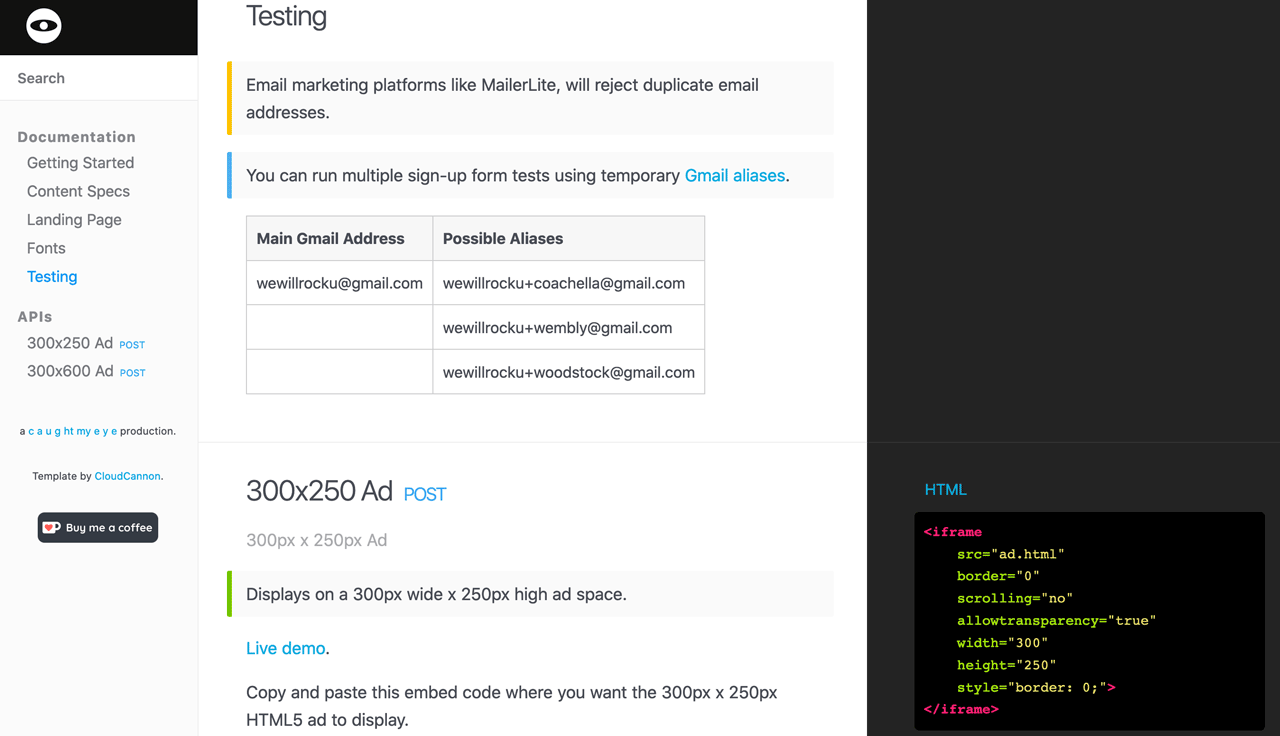 Search
Documentation
Getting Started
Content Specs
Landing Page
Fonts
Testing
APIs
300x250 Ad POST
300x600 Ad POST
a c a u g ht my e y e production.
Template by CloudCannon.
Buy me a coffee
Testing
Email marketing platforms like MailerLite, will reject duplicate email
addresses.
You can run multiple sign-up form tests using temporary Gmail aliases.
Main Gmail Address Possible Aliases
wewillrocku@gmail.com wewillrocku+coachella@gmail.com
wewillrocku+wembly@gmail.com
wewillrocku+woodstock@gmail.com
300x250 Ad POST
300px x 250px Ad
Displays on a 300px wide x 250px high ad space.
Live demo.
Copy and paste this embed code where you want the 300px x 250px
HTML5 ad to display.
HTML
<iframe
src="ad.html"
border="0"
scrolling="no"
allowtransparency="true"
width="300"
height="250"
style="border: 0;">
</iframe>